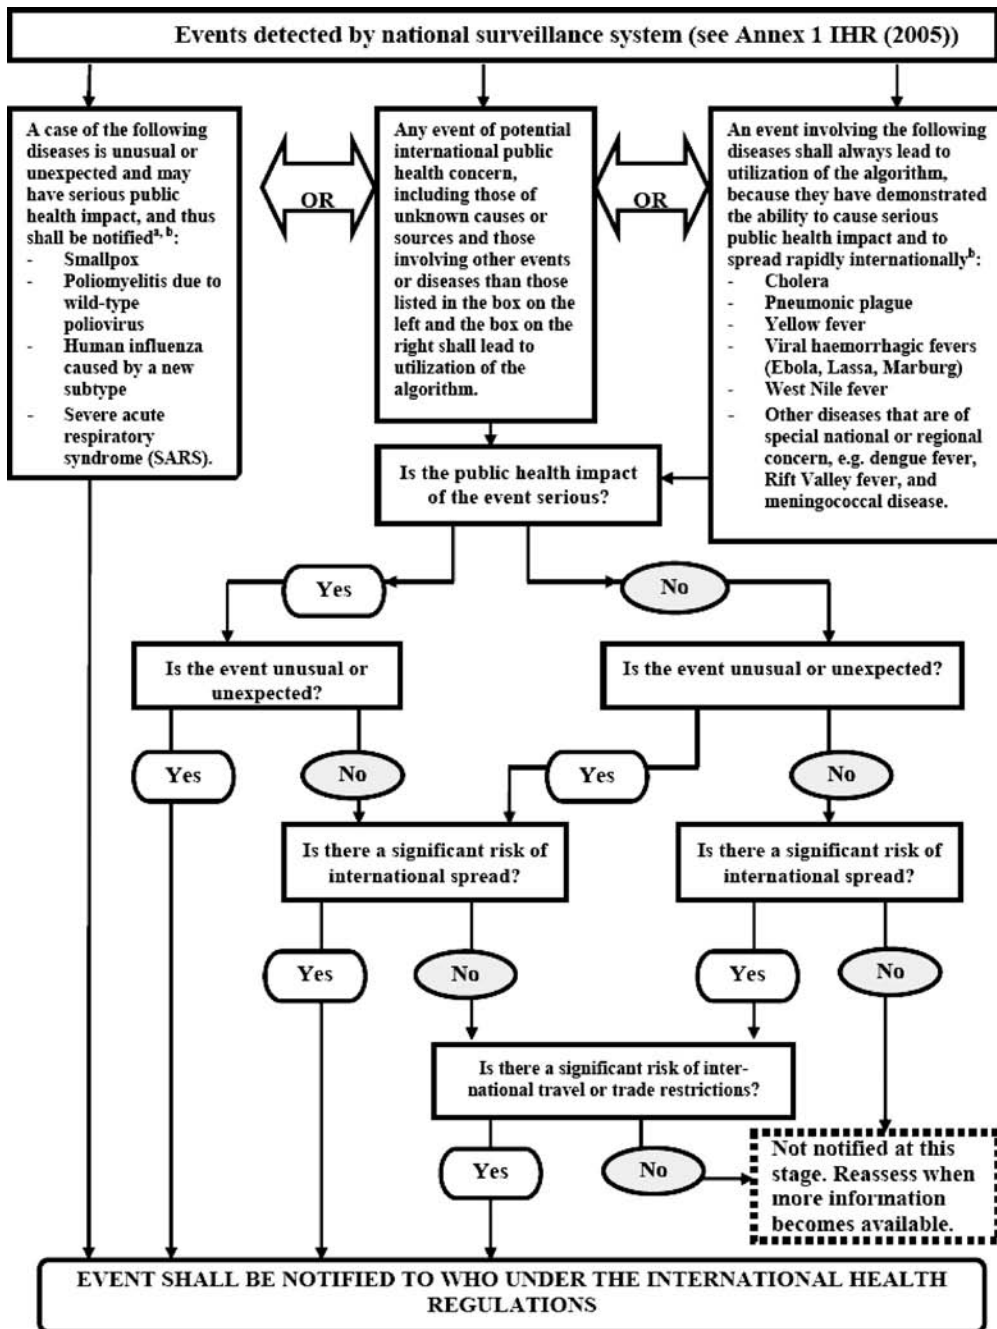 Events detected by national surveillance system (see Annex 1 IHR (2005))
A case of the following
diseases is unusual or
unexpected and may
have serious public
health impact, and thus
shall be notifiedᵃ, ᵇ:
- Smallpox
- Poliomyelitis due to
wild-type
poliovirus
- Human influenza
caused by a new
subtype
- Severe acute
respiratory
syndrome (SARS).
OR
Any event of potential
international public
health concern,
including those of
unknown causes or
sources and those
involving other events
or diseases than those
listed in the box on the
left and the box on the
right shall lead to
utilization of the
algorithm.
OR
An event involving the following
diseases shall always lead to
utilization of the algorithm,
because they have demonstrated
the ability to cause serious
public health impact and to
spread rapidly internationallyᵇ:
- Cholera
- Pneumonic plague
- Yellow fever
- Viral haemorrhagic fevers
(Ebola, Lassa, Marburg)
- West Nile fever
- Other diseases that are of
special national or regional
concern, e.g. dengue fever,
Rift Valley fever, and
meningococcal disease.
Is the public health impact
of the event serious?
Yes
No
Is the event unusual or
unexpected?
Is the event unusual or unexpected?
Yes
No
Yes
No
Is there a significant risk of
international spread?
Is there a significant risk of
international spread?
Yes
No
Yes
No
Is there a significant risk of inter-
national travel or trade restrictions?
Yes
No
Not notified at this
stage. Reassess when
more information
becomes available.
EVENT SHALL BE NOTIFIED TO WHO UNDER THE INTERNATIONAL HEALTH
REGULATIONS